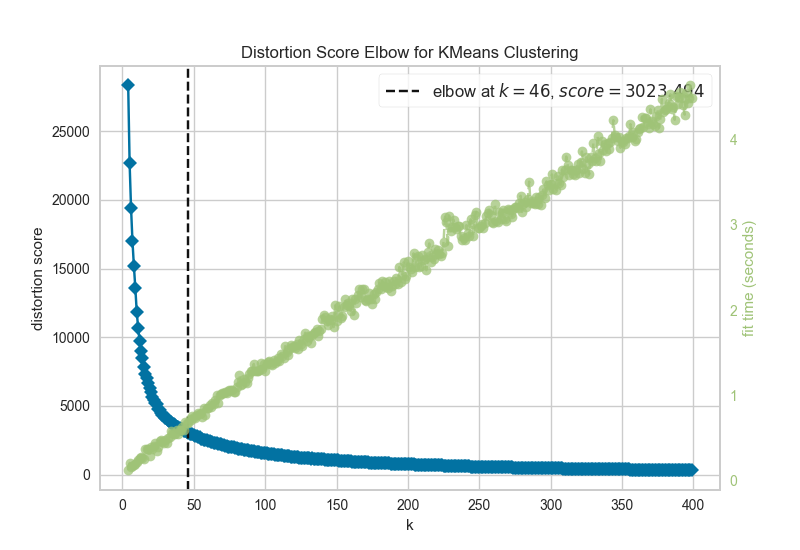 Distortion Score Elbow for KMeans Clustering
elbow at k = 46, score = 3023.494
25000
20000
15000
10000
5000
0
distortion score
0 50 100 150 200 250 300 350 400
k
4
3
2
1
0
fit time (seconds)